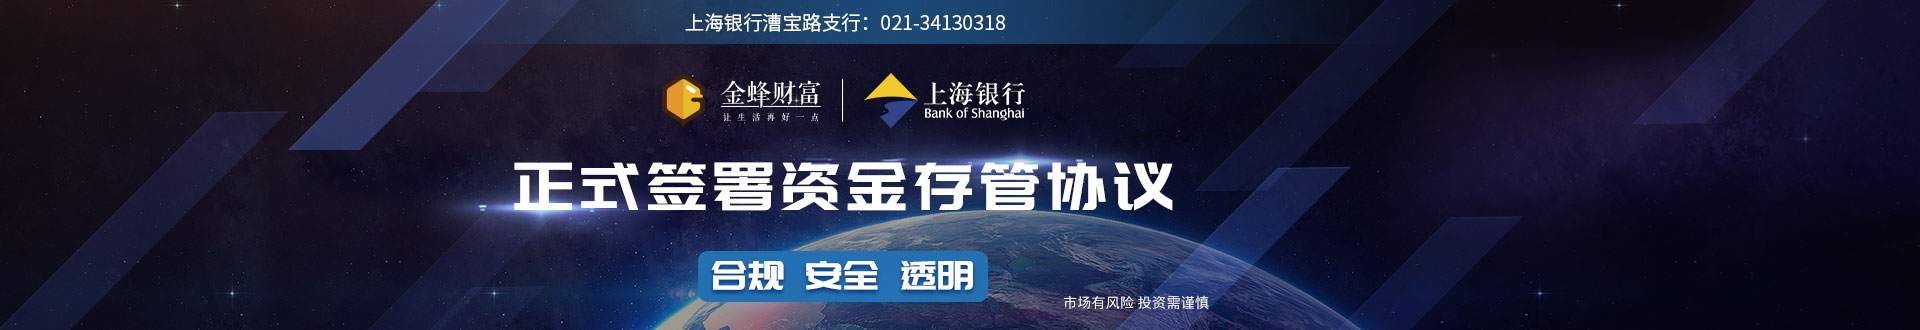 上海银行漕宝路支行：021-34130318
金蜂财富
让生活再好一点
上海银行
Bank of Shanghai
正式签署资金存管协议
合规 安全 透明
市场有风险 投资需谨慎